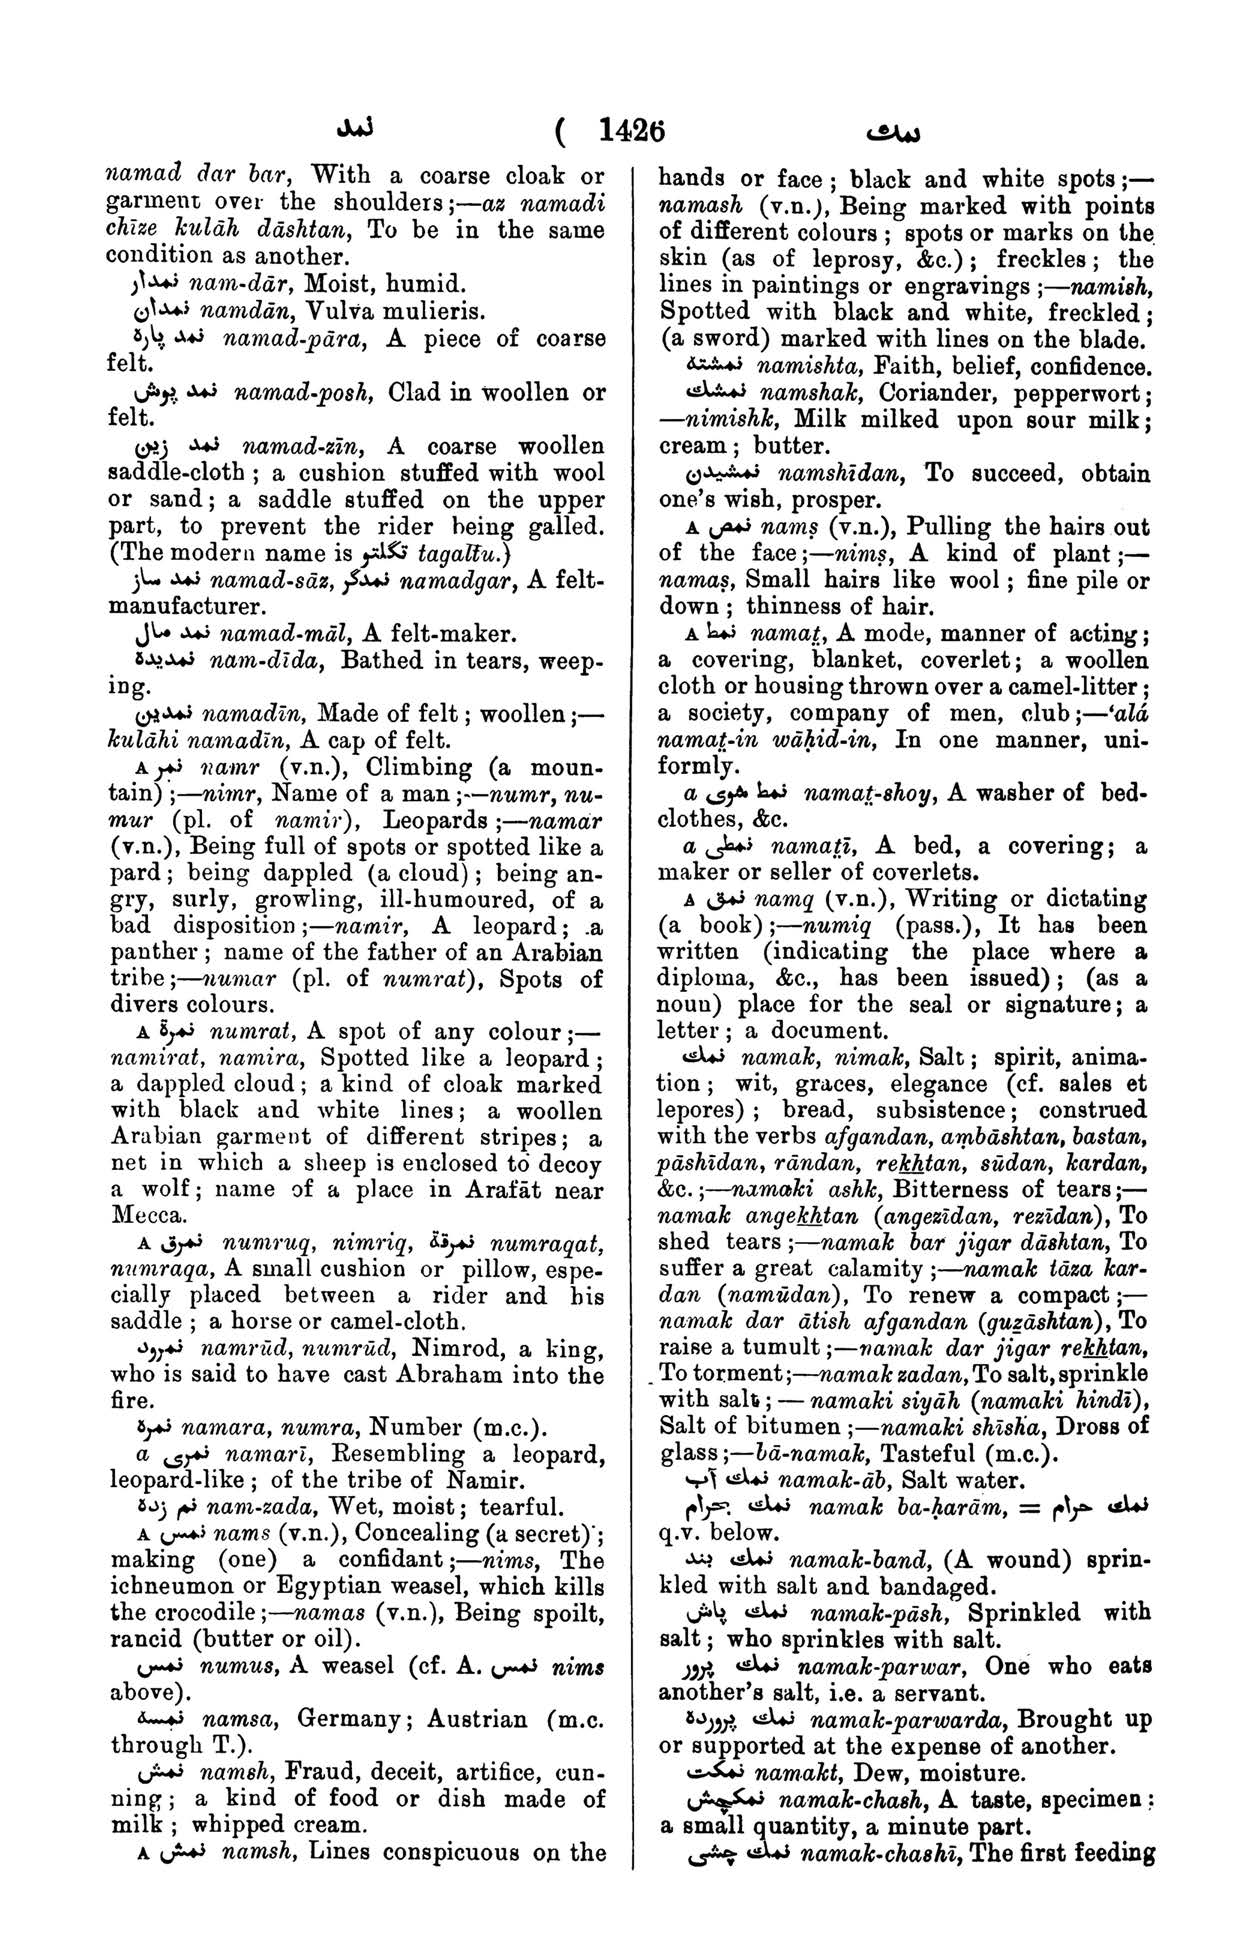 نمد ( 1426 نمك
namad dar bar, With a coarse cloak or
garment over the shoulders;—az namadi
chīze kulāh dāshtan, To be in the same
condition as another.
نمدار nam-dār, Moist, humid.
نمدان namdān, Vulva mulieris.
نمد پاره namad-pāra, A piece of coarse
felt.
نمد پوش namad-posh, Clad in woollen or
felt.
نمد زين namad-zīn, A coarse woollen
saddle-cloth; a cushion stuffed with wool
or sand; a saddle stuffed on the upper
part, to prevent the rider being galled.
(The modern name is تكلتو tagaltu.)
نمد ساز namad-sāz, نمدگر namadgar, A felt-
manufacturer.
نمد مال namad-māl, A felt-maker.
نمديده nam-dīda, Bathed in tears, weep-
ing.
نمدين namadīn, Made of felt; woollen;—
kulāhi namadīn, A cap of felt.
A نمر namr (v.n.), Climbing (a moun-
tain);—nimr, Name of a man;—numr, nu-
mur (pl. of namir), Leopards;—namar
(v.n.), Being full of spots or spotted like a
pard; being dappled (a cloud); being an-
gry, surly, growling, ill-humoured, of a
bad disposition;—namir, A leopard; a
panther; name of the father of an Arabian
tribe;—numar (pl. of numrat), Spots of
divers colours.
A نمرة numrat, A spot of any colour;—
namirat, namira, Spotted like a leopard;
a dappled cloud; a kind of cloak marked
with black and white lines; a woollen
Arabian garment of different stripes; a
net in which a sheep is enclosed to decoy
a wolf; name of a place in Arafāt near
Mecca.
A نمرق numruq, nimriq, نمرقة numraqat,
numraqa, A small cushion or pillow, espe-
cially placed between a rider and his
saddle; a horse or camel-cloth.
نمرود namrūd, numrūd, Nimrod, a king,
who is said to have cast Abraham into the
fire.
نمره namara, numra, Number (m.c.).
a نمرى namarī, Resembling a leopard,
leopard-like; of the tribe of Namir.
نم زده nam-zada, Wet, moist; tearful.
A نمس nams (v.n.), Concealing (a secret);
making (one) a confidant;—nims, The
ichneumon or Egyptian weasel, which kills
the crocodile;—namas (v.n.), Being spoilt,
rancid (butter or oil).
نمس numus, A weasel (cf. A. نمس nims
above).
نمسه namsa, Germany; Austrian (m.c.
through T.).
نمش namsh, Fraud, deceit, artifice, cun-
ning; a kind of food or dish made of
milk; whipped cream.
A نمش namsh, Lines conspicuous on the
hands or face; black and white spots;—
namash (v.n.), Being marked with points
of different colours; spots or marks on the
skin (as of leprosy, &c.); freckles; the
lines in paintings or engravings;—namish,
Spotted with black and white, freckled;
(a sword) marked with lines on the blade.
نمشته namishta, Faith, belief, confidence.
نمشك namshak, Coriander, pepperwort;
—nimishk, Milk milked upon sour milk;
cream; butter.
نمشيدن namshīdan, To succeed, obtain
one's wish, prosper.
A نمص namṣ (v.n.), Pulling the hairs out
of the face;—nimṣ, A kind of plant;—
namaṣ, Small hairs like wool; fine pile or
down; thinness of hair.
A نمط namat̤, A mode, manner of acting;
a covering, blanket, coverlet; a woollen
cloth or housing thrown over a camel-litter;
a society, company of men, club;—‘alá
namat̤-in wāḥid-in, In one manner, uni-
formly.
a نمط شوى namat̤-shoy, A washer of bed-
clothes, &c.
a نمطى namat̤ī, A bed, a covering; a
maker or seller of coverlets.
A نمق namq (v.n.), Writing or dictating
(a book);—numiq (pass.), It has been
written (indicating the place where a
diploma, &c., has been issued); (as a
noun) place for the seal or signature; a
letter; a document.
نمك namak, nimak, Salt; spirit, anima-
tion; wit, graces, elegance (cf. sales et
lepores); bread, subsistence; construed
with the verbs afgandan, aṃbāshtan, bastan,
pāshīdan, rāndan, rekhtan, sūdan, kardan,
&c.;—namaki ashk, Bitterness of tears;—
namak angekhtan (angezīdan, rezīdan), To
shed tears;—namak bar jigar dāshtan, To
suffer a great calamity;—namak tāza kar-
dan (namūdan), To renew a compact;—
namak dar ātish afgandan (guẕāshtan), To
raise a tumult;—namak dar jigar rekhtan,
To torment;—namak zadan, To salt, sprinkle
with salt;—namaki siyāh (namaki hindī),
Salt of bitumen;—namaki shīsha, Dross of
glass;—bā-namak, Tasteful (m.c.).
نمك آب namak-āb, Salt water.
نمك بحرام namak ba-ḥarām, = نمك حرام
q.v. below.
نمك بند namak-band, (A wound) sprin-
kled with salt and bandaged.
نمك پاش namak-pāsh, Sprinkled with
salt; who sprinkles with salt.
نمك پرور namak-parwar, One who eats
another's salt, i.e. a servant.
نمك پرورده namak-parwarda, Brought up
or supported at the expense of another.
نمكت namakt, Dew, moisture.
نمكچش namak-chash, A taste, specimen:
a small quantity, a minute part.
نمك چشى namak-chashī, The first feeding